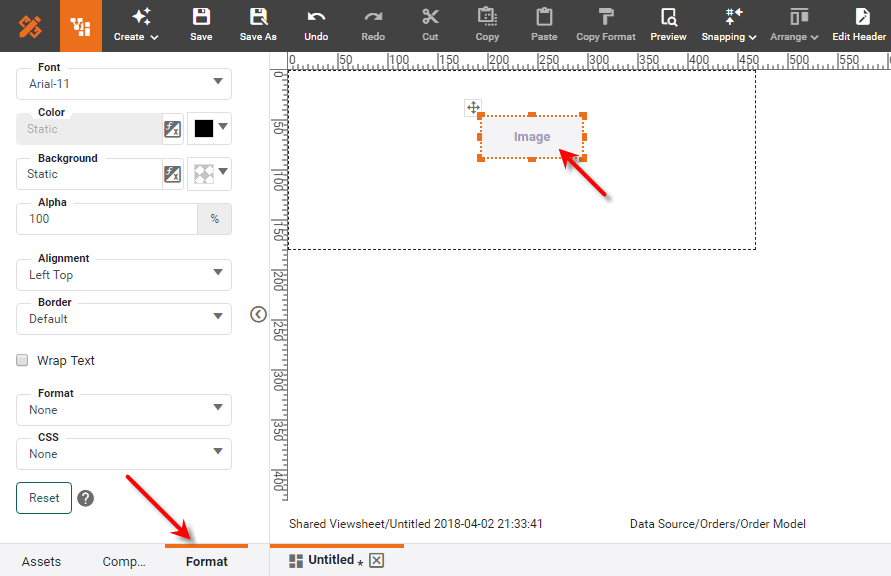 Create
Save
Save As
Undo
Redo
Cut
Copy
Paste
Copy Format
Preview
Snapping
Arrange
Edit Header
Font
Arial-11
Color
Static
Background
Static
Alpha
100
%
Alignment
Left Top
Border
Default
Wrap Text
Format
None
CSS
None
Reset
?
0 50 100 150 200 250 300 350 400 450 500 550
0
50
100
150
200
250
300
350
400
Image
Shared Viewsheet/Untitled 2018-04-02 21:33:41
Data Source/Orders/Order Model
Assets
Comp...
Format
Untitled *